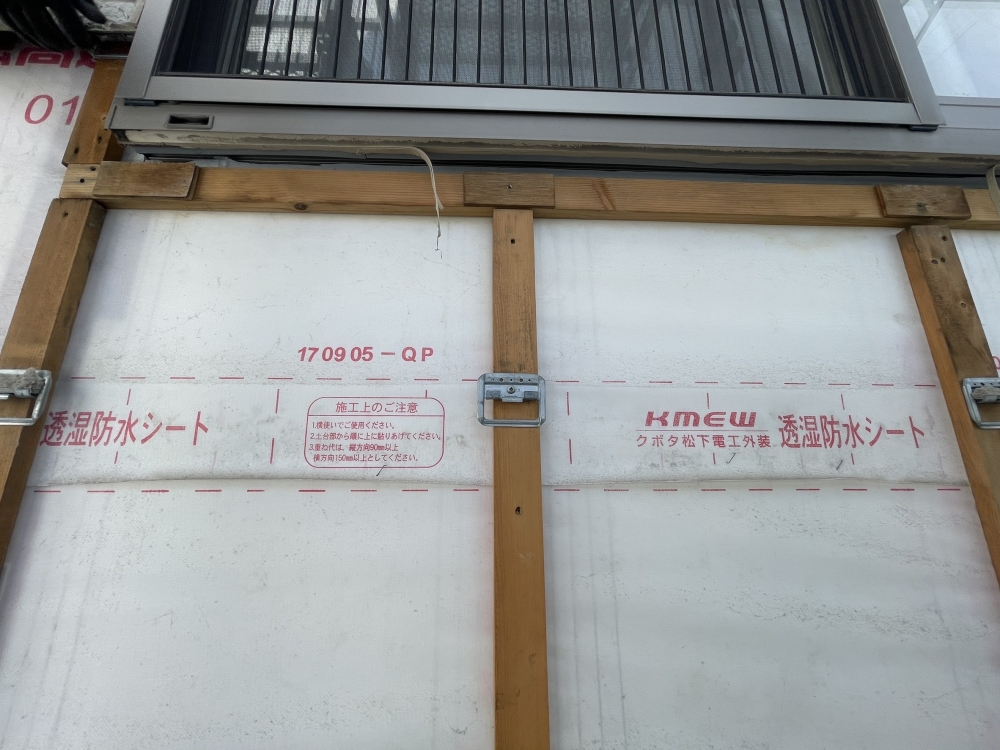 01
170905-QP
透湿防水シート
施工上のご注意
1.横使いでご使用ください。
2.土台部から順に上に貼りあげてください。
3.重ね代は、縦方向90㎜以上
横方向150㎜以上としてください。
KMEW
クボタ松下電工外装 透湿防水シート